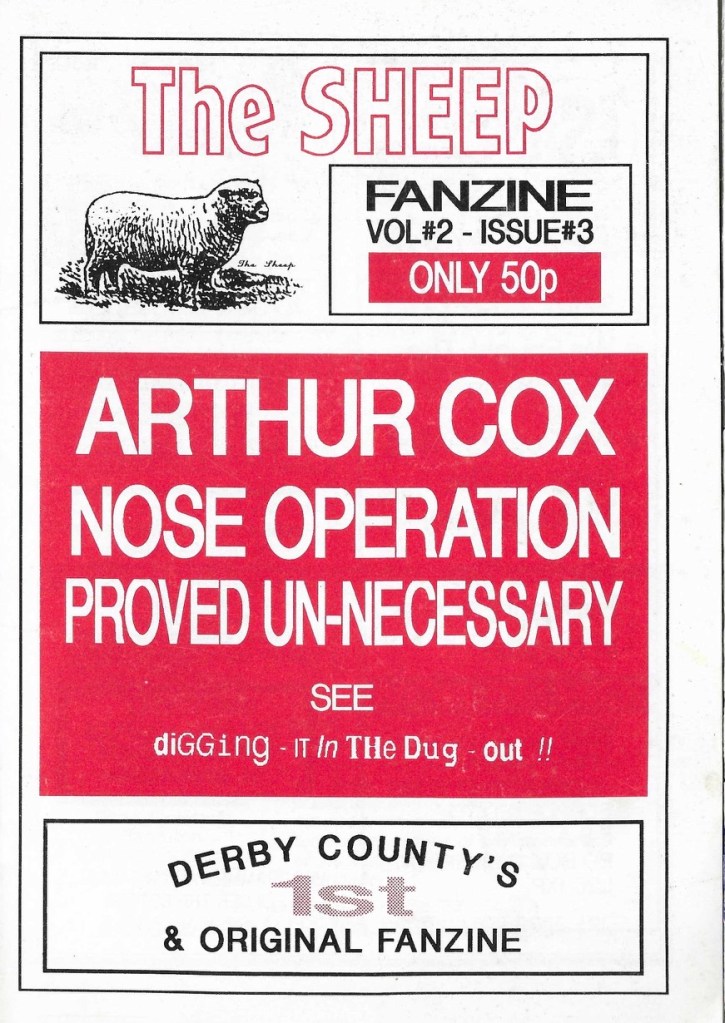 The SHEEP
The Sheep
FANZINE
VOL#2 - ISSUE#3
ONLY 50p
ARTHUR COX
NOSE OPERATION
PROVED UN-NECESSARY
SEE
diGGing - IT In THe Dug - out !!
DERBY COUNTY'S
1st
& ORIGINAL FANZINE